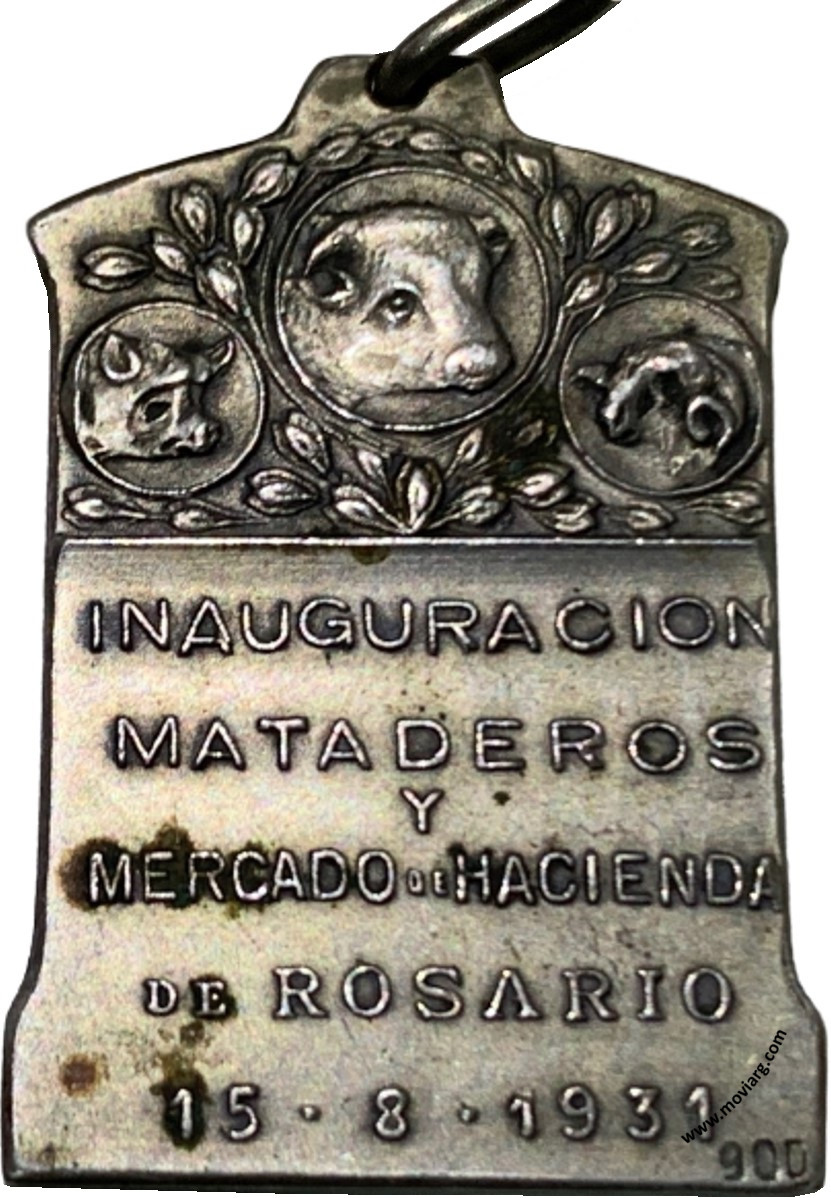 INAUGURACION
MATADEROS
Y
MERCADO DE HACIENDA
DE ROSARIO
15·8·1931
www.moviarg.com
900